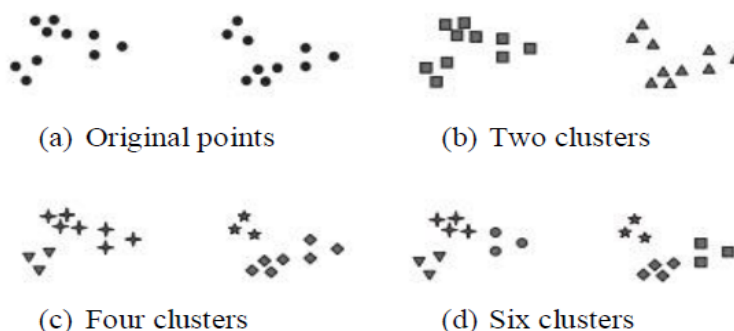 (a) Original points
(b) Two clusters
(c) Four clusters
(d) Six clusters